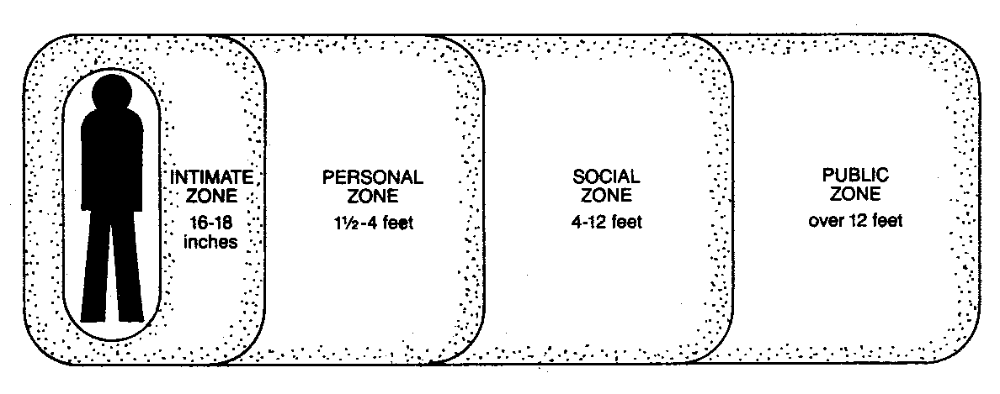 INTIMATE
ZONE
16-18
inches
PERSONAL
ZONE
1½-4 feet
SOCIAL
ZONE
4-12 feet
PUBLIC
ZONE
over 12 feet